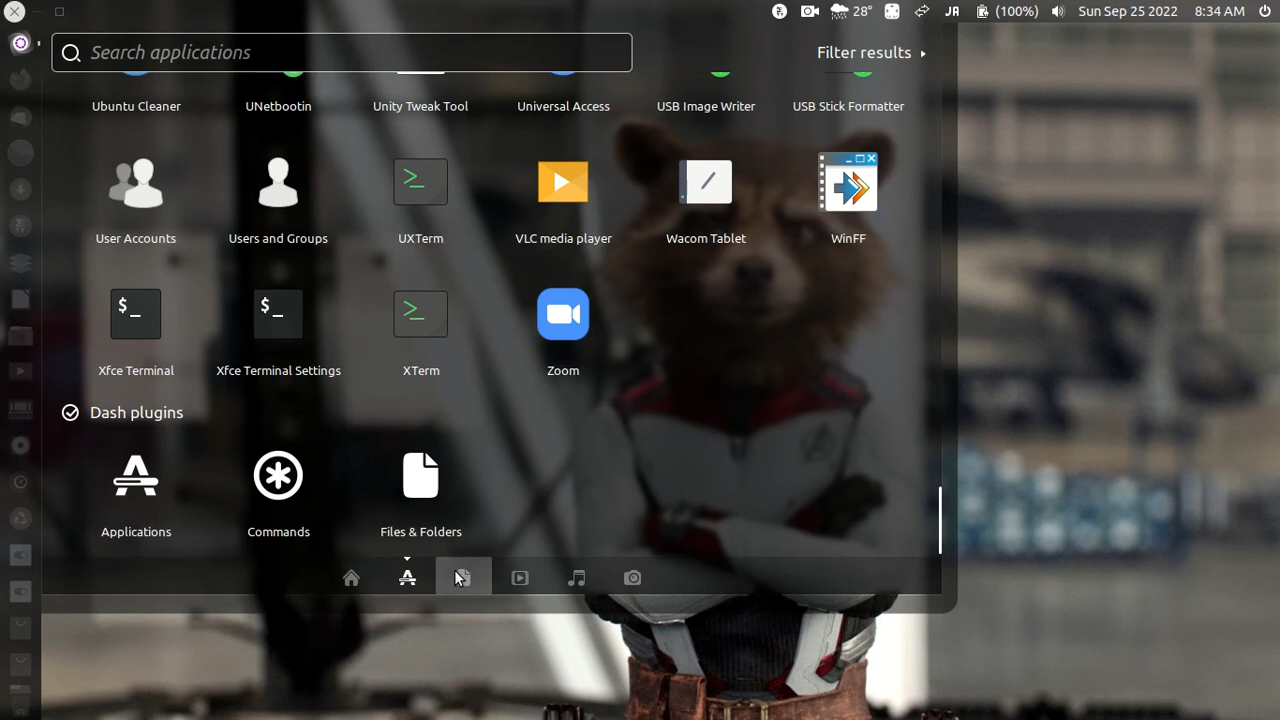 28°
JA
(100%)
Sun Sep 25 2022
8:34 AM
Search applications
Filter results
Ubuntu Cleaner
UNetbootin
Unity Tweak Tool
Universal Access
USB Image Writer
USB Stick Formatter
>_
User Accounts
Users and Groups
UXTerm
VLC media player
Wacom Tablet
WinFF
$_
$_
>_
Xfce Terminal
Xfce Terminal Settings
XTerm
Zoom
Dash plugins
Applications
Commands
Files & Folders